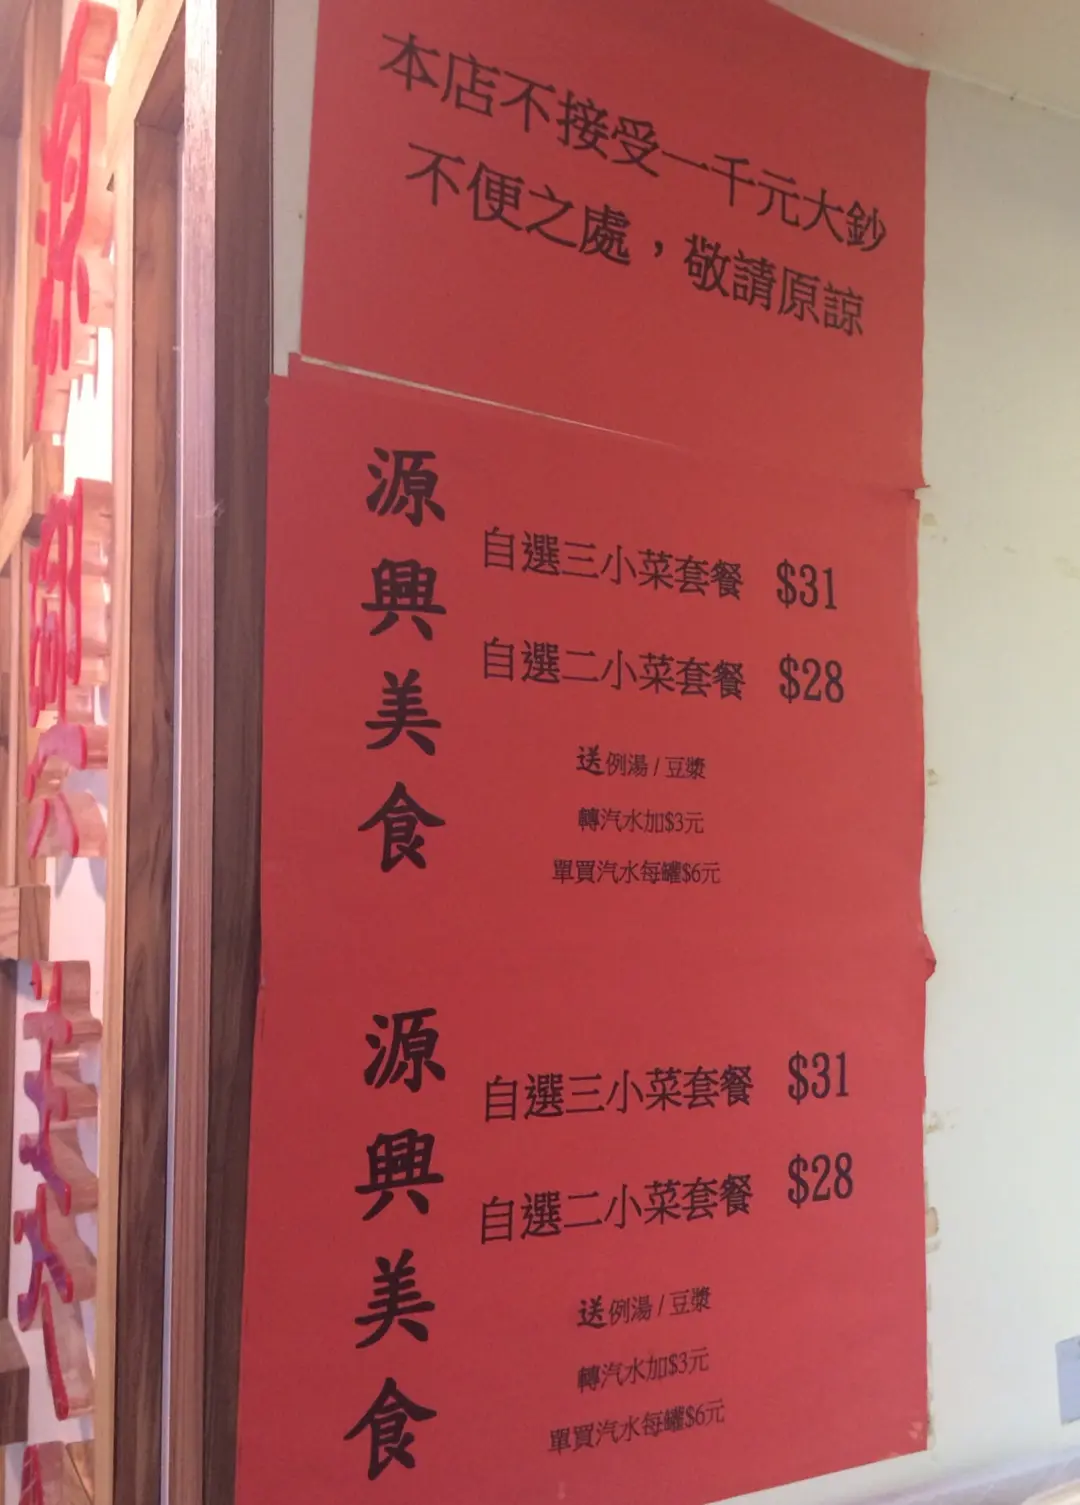 本店不接受一千元大鈔
不便之處，敬請原諒
源興美食
自選三小菜套餐 $31
自選二小菜套餐 $28
送例湯/豆漿
轉汽水加$3元
單買汽水每罐$6元
源興美食
自選三小菜套餐 $31
自選二小菜套餐 $28
送例湯/豆漿
轉汽水加$3元
單買汽水每罐$6元